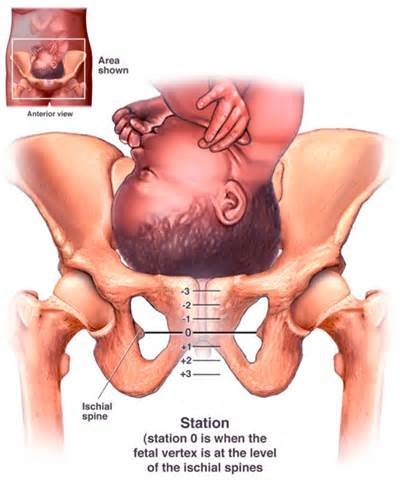 Area
shown
Anterior view
-3
-2
-1
0
+1
+2
+3
Ischial
spine
Station
(station 0 is when the
fetal vertex is at the level
of the ischial spines